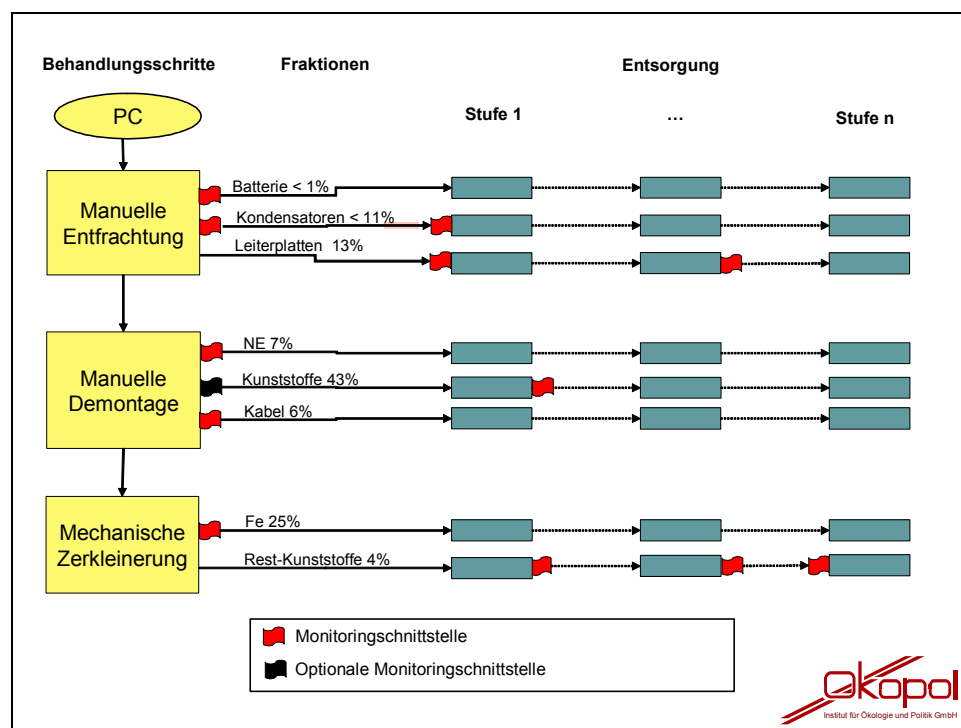 Behandlungsschritte Fraktionen Entsorgung
Stufe 1 … Stufe n
PC
Manuelle
Entfrachtung
Batterie < 1%
Kondensatoren < 11%
Leiterplatten 13%
Manuelle
Demontage
NE 7%
Kunststoffe 43%
Kabel 6%
Mechanische
Zerkleinerung
Fe 25%
Rest-Kunststoffe 4%
Monitoringschnittstelle
Optionale Monitoringschnittstelle
Ökopol
Institut für Ökologie und Politik GmbH